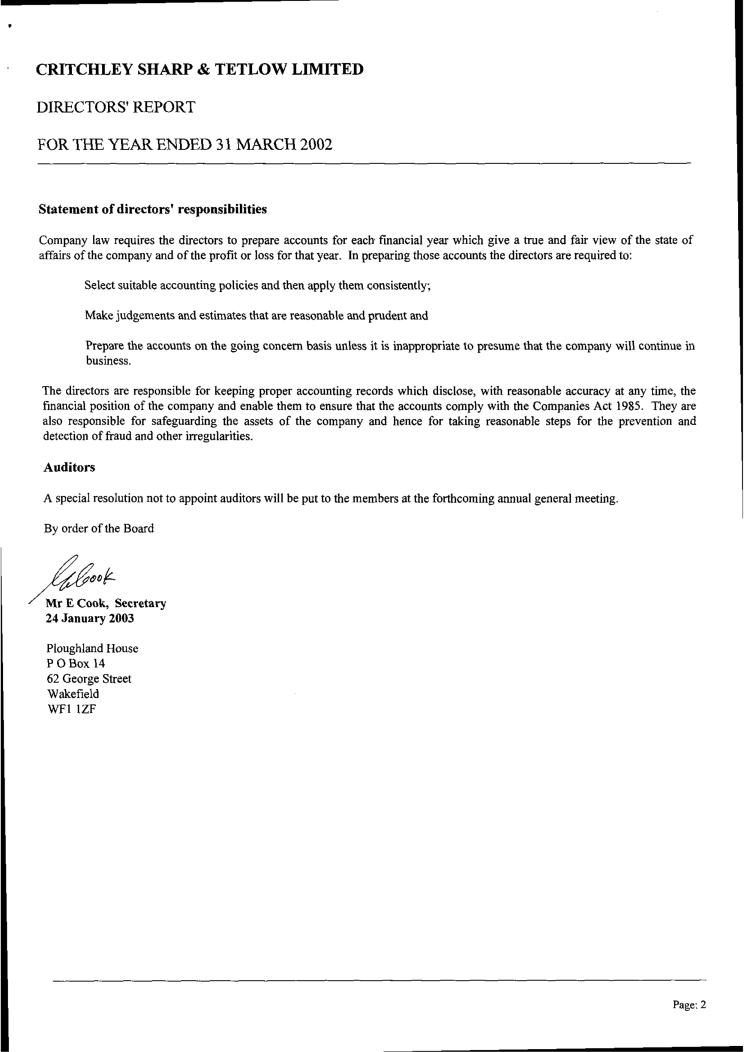 CRITCHLEY SHARP & TETLOW LIMITED
DIRECTORS' REPORT
FOR THE YEAR ENDED 31 MARCH 2002
Statement of directors' responsibilities
Company law requires the directors to prepare accounts for each financial year which give a true and fair view of the state of
affairs of the company and of the profit or loss for that year. In preparing those accounts the directors are required to:
Select suitable accounting policies and then apply them consistently;
Make judgements and estimates that are reasonable and prudent and
Prepare the accounts on the going concern basis unless it is inappropriate to presume that the company will continue in
business.
The directors are responsible for keeping proper accounting records which disclose, with reasonable accuracy at any time, the
financial position of the company and enable them to ensure that the accounts comply with the Companies Act 1985. They are
also responsible for safeguarding the assets of the company and hence for taking reasonable steps for the prevention and
detection of fraud and other irregularities.
Auditors
A special resolution not to appoint auditors will be put to the members at the forthcoming annual general meeting.
By order of the Board
Cook
Mr E Cook, Secretary
24 January 2003
Ploughland House
P O Box 14
62 George Street
Wakefield
WF1 1ZF
Page: 2